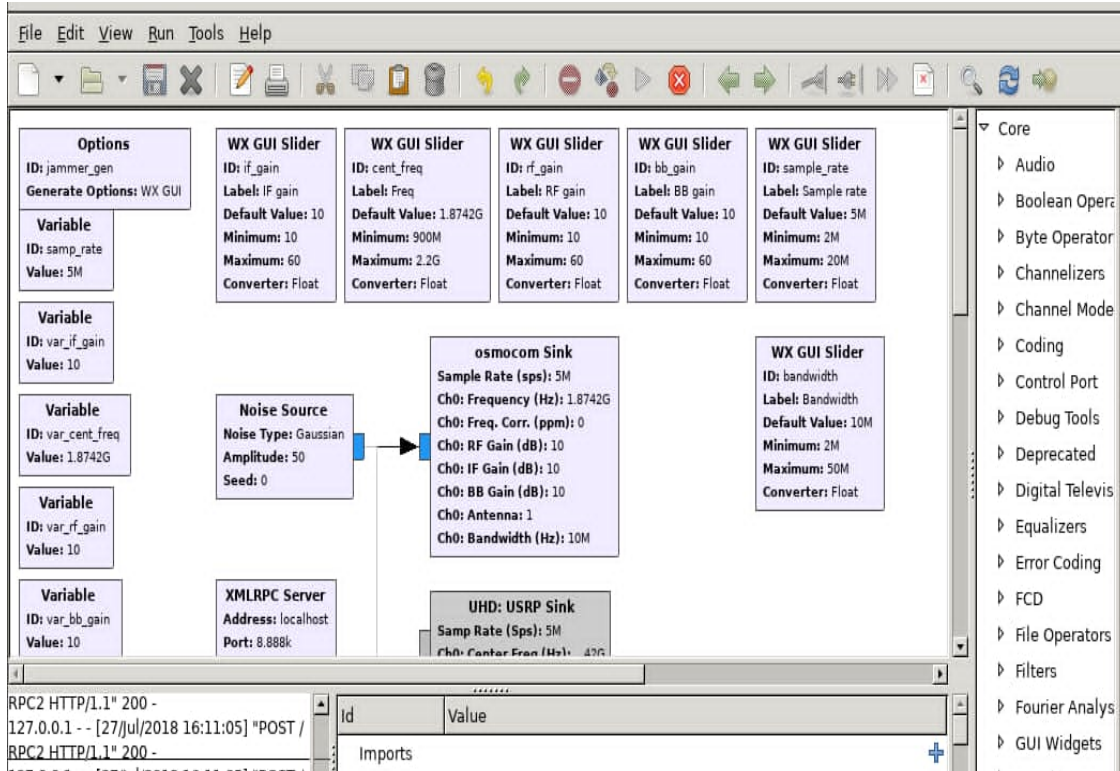 File Edit View Run Tools Help
Options
ID: jammer_gen
Generate Options: WX GUI
Variable
ID: samp_rate
Value: 5M
Variable
ID: var_if_gain
Value: 10
Variable
ID: var_cent_freq
Value: 1.8742G
Variable
ID: var_rf_gain
Value: 10
Variable
ID: var_bb_gain
Value: 10
WX GUI Slider
ID: if_gain
Label: IF gain
Default Value: 10
Minimum: 10
Maximum: 60
Converter: Float
WX GUI Slider
ID: cent_freq
Label: Freq
Default Value: 1.8742G
Minimum: 900M
Maximum: 2.2G
Converter: Float
WX GUI Slider
ID: rf_gain
Label: RF gain
Default Value: 10
Minimum: 10
Maximum: 60
Converter: Float
WX GUI Slider
ID: bb_gain
Label: BB gain
Default Value: 10
Minimum: 10
Maximum: 60
Converter: Float
WX GUI Slider
ID: sample_rate
Label: Sample rate
Default Value: 5M
Minimum: 2M
Maximum: 20M
Converter: Float
Noise Source
Noise Type: Gaussian
Amplitude: 50
Seed: 0
osmocom Sink
Sample Rate (sps): 5M
Ch0: Frequency (Hz): 1.8742G
Ch0: Freq. Corr. (ppm): 0
Ch0: RF Gain (dB): 10
Ch0: IF Gain (dB): 10
Ch0: BB Gain (dB): 10
Ch0: Antenna: 1
Ch0: Bandwidth (Hz): 10M
WX GUI Slider
ID: bandwidth
Label: Bandwidth
Default Value: 10M
Minimum: 2M
Maximum: 50M
Converter: Float
XMLRPC Server
Address: localhost
Port: 8.888k
UHD: USRP Sink
Samp Rate (Sps): 5M
Ch0: Center Freq (Hz): ...42G
Core
Audio
Boolean Opera
Byte Operator
Channelizers
Channel Mode
Coding
Control Port
Debug Tools
Deprecated
Digital Televis
Equalizers
Error Coding
FCD
File Operators
Filters
Fourier Analys
GUI Widgets
RPC2 HTTP/1.1" 200 -
127.0.0.1 - - [27/Jul/2018 16:11:05] "POST /
RPC2 HTTP/1.1" 200 -
Id Value
Imports